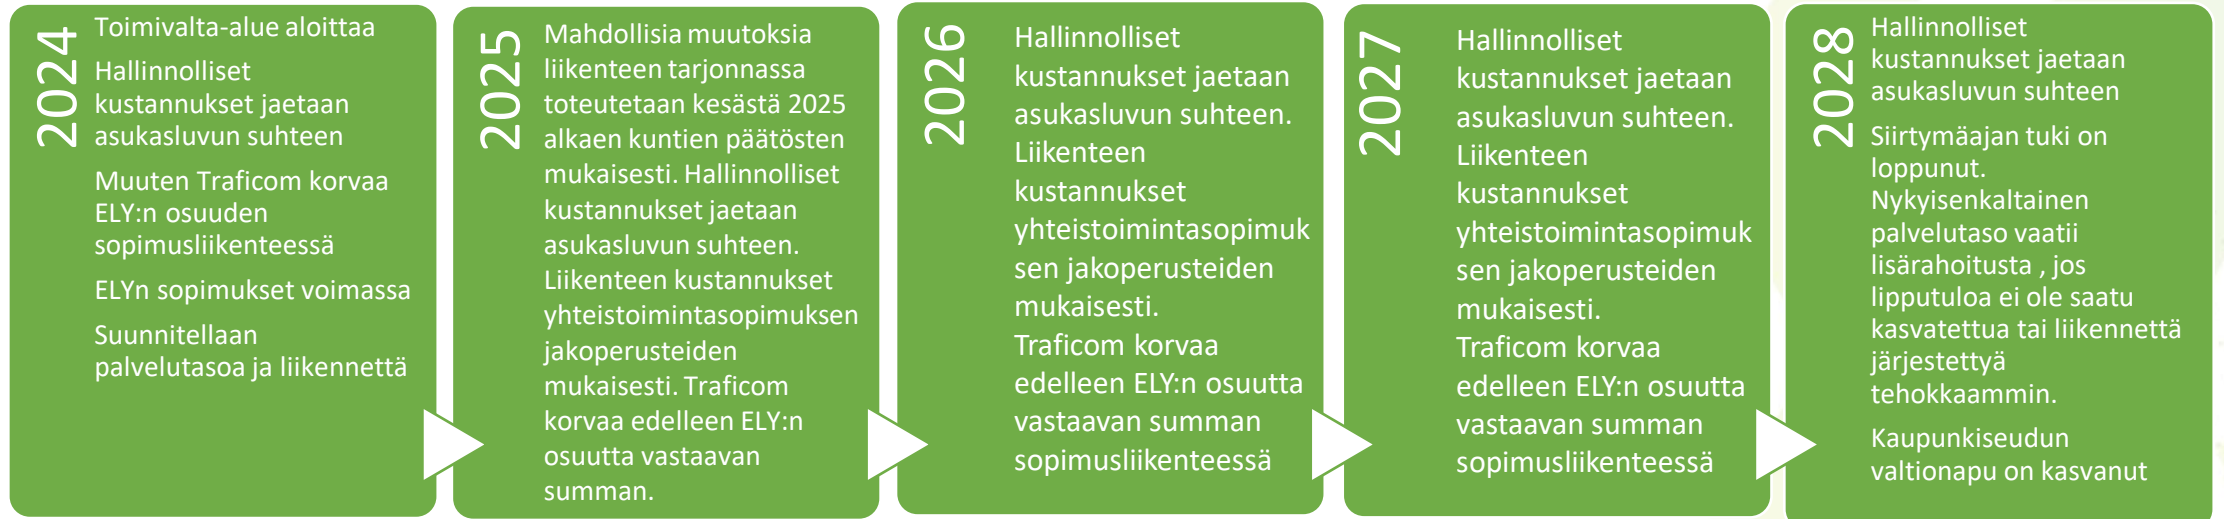 2024
Toimivalta-alue aloittaa
Hallinnolliset
kustannukset jaetaan
asukasluvun suhteen
Muuten Traficom korvaa
ELY:n osuuden
sopimusliikenteessä
ELYn sopimukset voimassa
Suunnitellaan
palvelutasoa ja liikennettä
2025
Mahdollisia muutoksia
liikenteen tarjonnassa
toteutetaan kesästä 2025
alkaen kuntien päätösten
mukaisesti. Hallinnolliset
kustannukset jaetaan
asukasluvun suhteen.
Liikenteen kustannukset
yhteistoimintasopimuksen
jakoperusteiden
mukaisesti. Traficom
korvaa edelleen ELY:n
osuutta vastaavan
summan.
2026
Hallinnolliset
kustannukset jaetaan
asukasluvun suhteen.
Liikenteen
kustannukset
yhteistoimintasopimuk
sen jakoperusteiden
mukaisesti.
Traficom korvaa
edelleen ELY:n osuutta
vastaavan summan
sopimusliikenteessä
2027
Hallinnolliset
kustannukset jaetaan
asukasluvun suhteen.
Liikenteen
kustannukset
yhteistoimintasopimuk
sen jakoperusteiden
mukaisesti.
Traficom korvaa
edelleen ELY:n osuutta
vastaavan summan
sopimusliikenteessä
2028
Hallinnolliset
kustannukset jaetaan
asukasluvun suhteen
Siirtymäajan tuki on
loppunut.
Nykyisenkaltainen
palvelutaso vaatii
lisärahoitusta , jos
lipputuloa ei ole saatu
kasvatettua tai liikennettä
järjestettyä
tehokkaammin.
Kaupunkiseudun
valtionapu on kasvanut